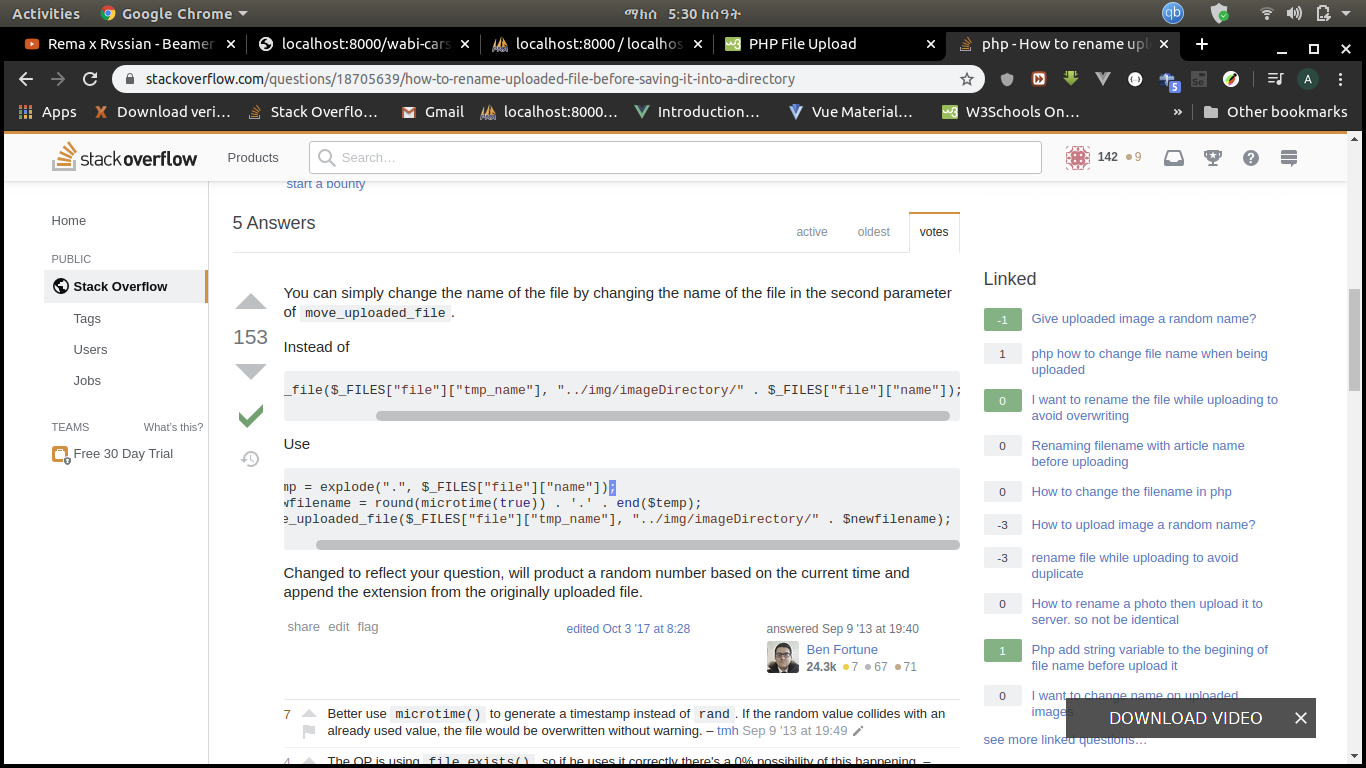 Activities Google Chrome ማክሰ 5:30 ከሰዓት qb
Rema x Rvssian - Beamer localhost:8000/wabi-cars localhost:8000 / localhos PHP File Upload php - How to rename upl
stackoverflow.com/questions/18705639/how-to-rename-uploaded-file-before-saving-it-into-a-directory Se 5 A
Apps Download veri… Stack Overflo… Gmail localhost:8000… Introduction… Vue Material… W3Schools On… » Other bookmarks
stackoverflow Products Search… 142 9
start a bounty
Home
5 Answers
active oldest votes
PUBLIC
Stack Overflow
Tags
Users
Jobs
TEAMS What's this?
Free 30 Day Trial
You can simply change the name of the file by changing the name of the file in the second parameter
of move_uploaded_file.
153
Instead of
_file($_FILES["file"]["tmp_name"], "../img/imageDirectory/" . $_FILES["file"]["name"]);
Use
mp = explode(".", $_FILES["file"]["name"]);
wfilename = round(microtime(true)) . '.' . end($temp);
e_uploaded_file($_FILES["file"]["tmp_name"], "../img/imageDirectory/" . $newfilename);
Changed to reflect your question, will product a random number based on the current time and
append the extension from the originally uploaded file.
share edit flag
edited Oct 3 '17 at 8:28
answered Sep 9 '13 at 19:40
Ben Fortune
24.3k 7 67 71
7 Better use microtime() to generate a timestamp instead of rand. If the random value collides with an
already used value, the file would be overwritten without warning. – tmh Sep 9 '13 at 19:49
4 The OP is using file_exists(), so if he uses it correctly there's a 0% possibility of this happening. –
Linked
-1 Give uploaded image a random name?
1 php how to change file name when being
uploaded
0 I want to rename the file while uploading to
avoid overwriting
0 Renaming filename with article name
before uploading
0 How to change the filename in php
-3 How to upload image a random name?
-3 rename file while uploading to avoid
duplicate
0 How to rename a photo then upload it to
server. so not be identical
1 Php add string variable to the begining of
file name before upload it
0 I want to change name on uploaded
images
see more linked questions…
DOWNLOAD VIDEO